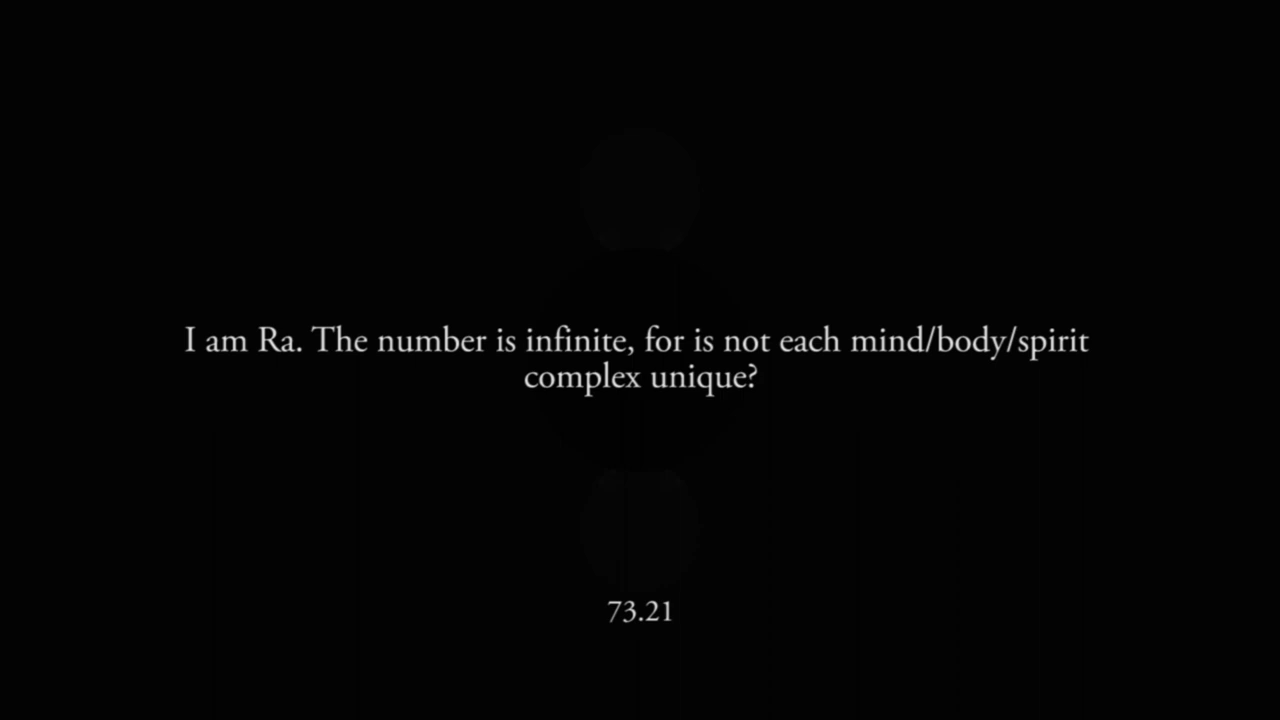 I am Ra. The number is infinite, for is not each mind/body/spirit
complex unique?
73.21